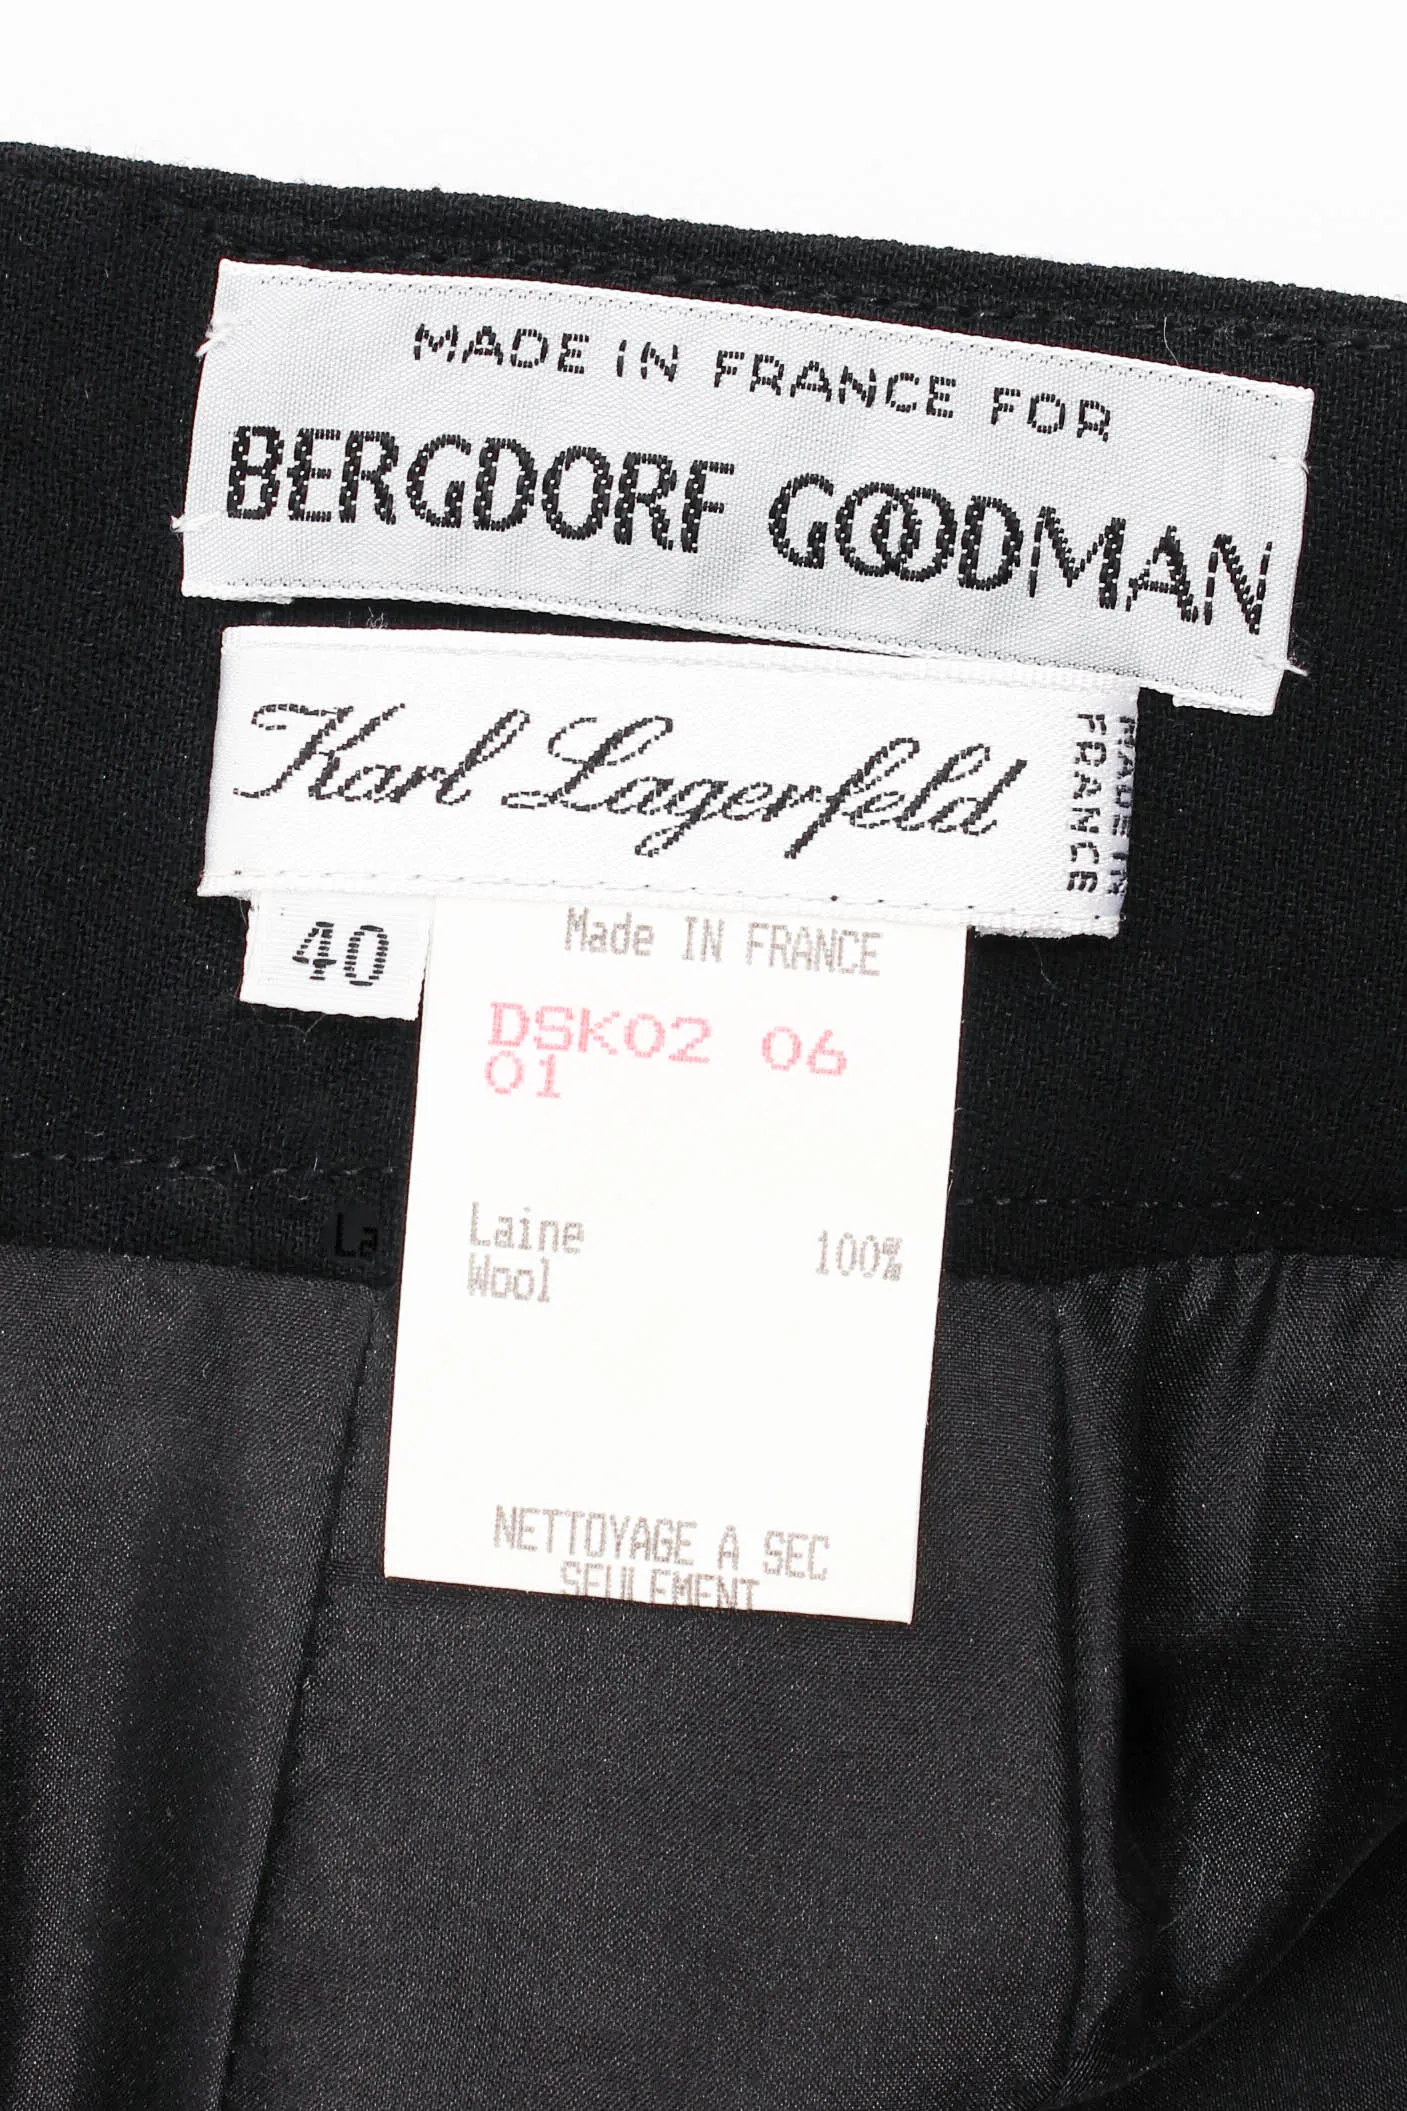 MADE IN FRANCE FOR
BERGDORF GOODMAN
Karl Lagerfeld
MADE IN
FRANCE
40
Made IN FRANCE
DSK02 06
01
Laine 100%
Wool
NETTOYAGE A SEC
SEULEMENT